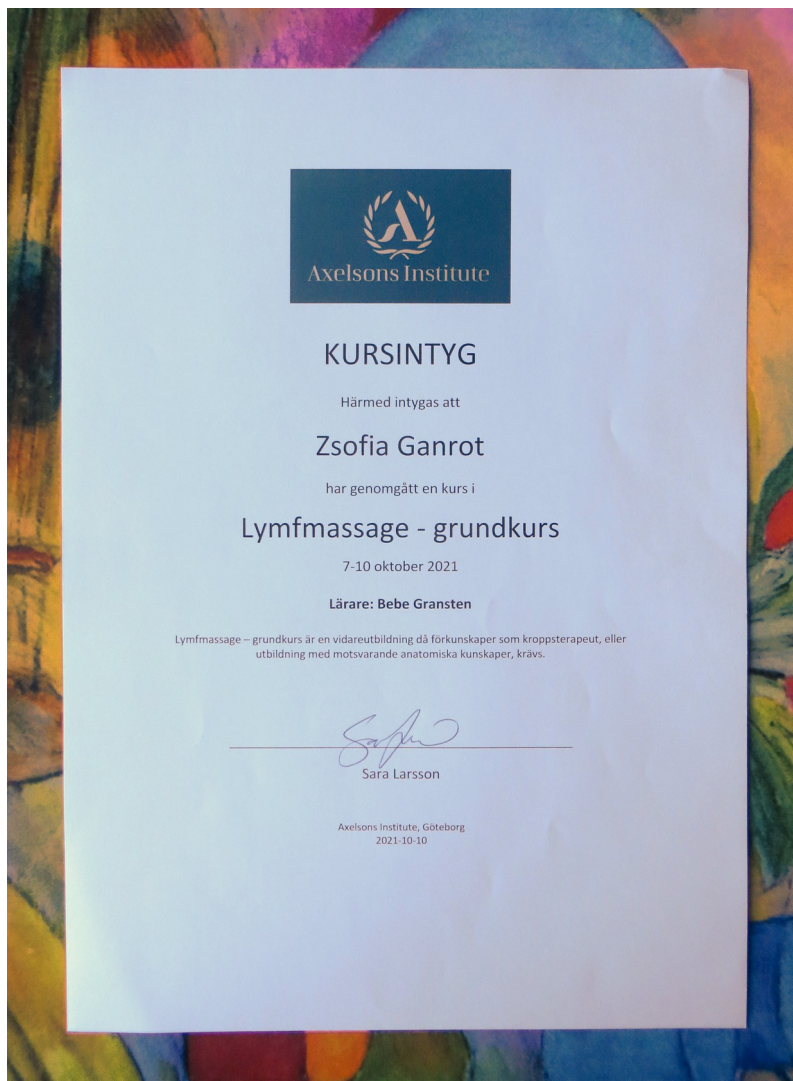 A
Axelsons Institute
KURSINTYG
Härmed intygas att
Zsofia Ganrot
har genomgått en kurs i
Lymfmassage - grundkurs
7-10 oktober 2021
Lärare: Bebe Gransten
Lymfmassage – grundkurs är en vidareutbildning då förkunskaper som kroppsterapeut, eller
utbildning med motsvarande anatomiska kunskaper, krävs.
Sara Larsson
Axelsons Institute, Göteborg
2021-10-10